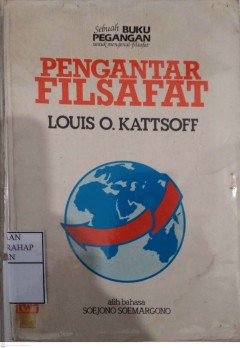 Sebuah BUKU
PEGANGAN
untuk mengenal filsafat
PENGANTAR
FILSAFAT
LOUIS O. KATTSOFF
alih bahasa
SOEJONO SOEMARGONO